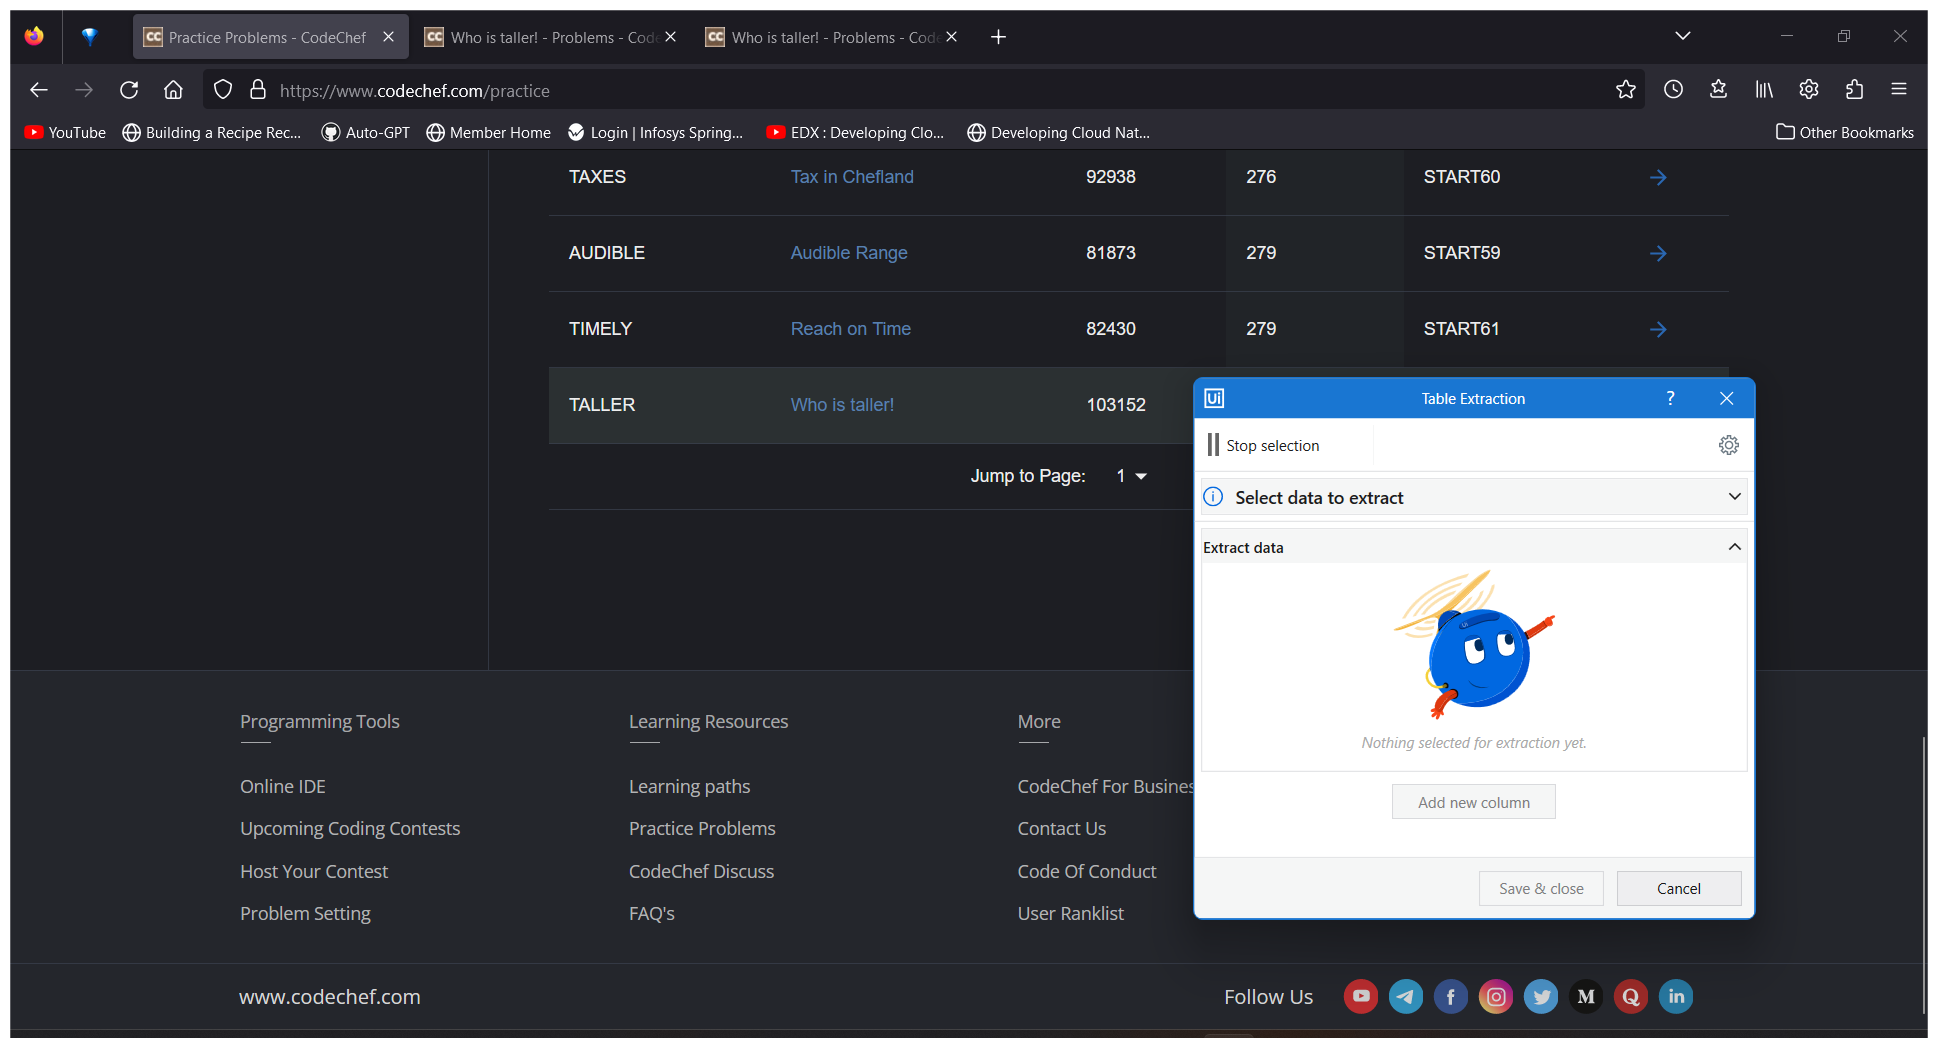 Practice Problems - CodeChef
Who is taller! - Problems - Code
Who is taller! - Problems - Code
https://www.codechef.com/practice
YouTube
Building a Recipe Rec...
Auto-GPT
Member Home
Login | Infosys Spring...
EDX : Developing Clo...
Developing Cloud Nat...
Other Bookmarks
TAXES Tax in Chefland 92938 276 START60
AUDIBLE Audible Range 81873 279 START59
TIMELY Reach on Time 82430 279 START61
TALLER Who is taller! 103152
Jump to Page: 1
Ui Table Extraction ?
Stop selection
Select data to extract
Extract data
Nothing selected for extraction yet.
Add new column
Save & close
Cancel
Programming Tools
Online IDE
Upcoming Coding Contests
Host Your Contest
Problem Setting
Learning Resources
Learning paths
Practice Problems
CodeChef Discuss
FAQ's
More
CodeChef For Busines
Contact Us
Code Of Conduct
User Ranklist
www.codechef.com
Follow Us